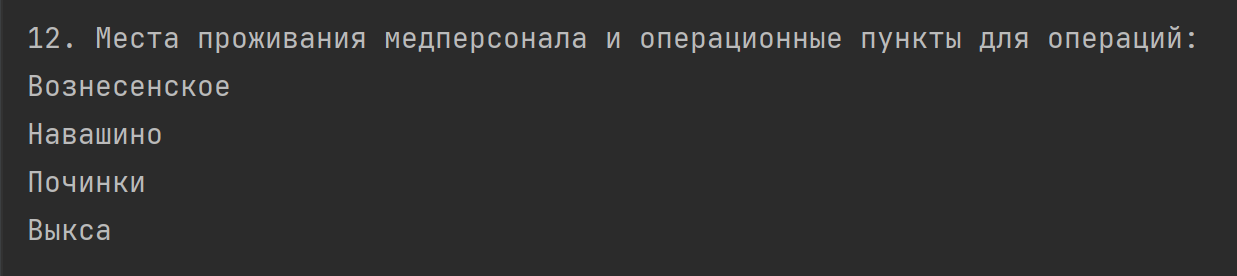 12. Места проживания медперсонала и операционные пункты для операций:
Вознесенское
Навашино
Починки
Выкса